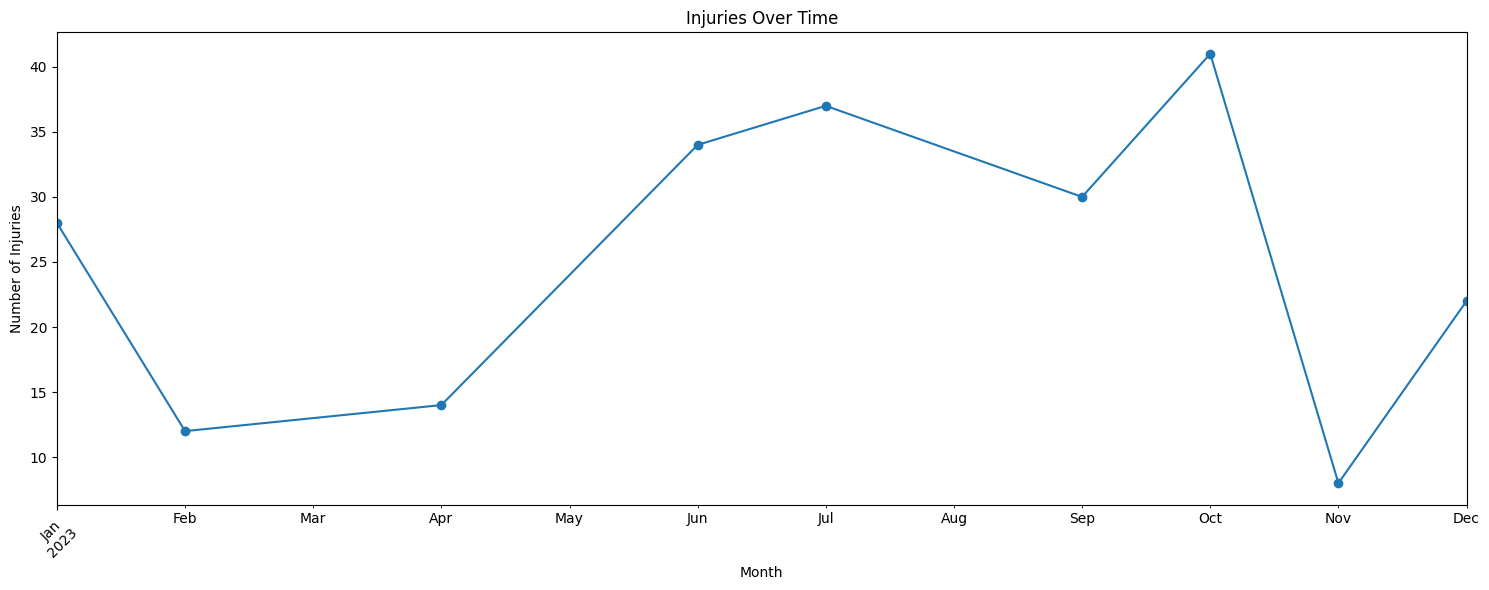 Injuries Over Time
Number of Injuries
40
35
30
25
20
15
10
Jan
2023
Feb
Mar
Apr
May
Jun
Jul
Aug
Sep
Oct
Nov
Dec
Month